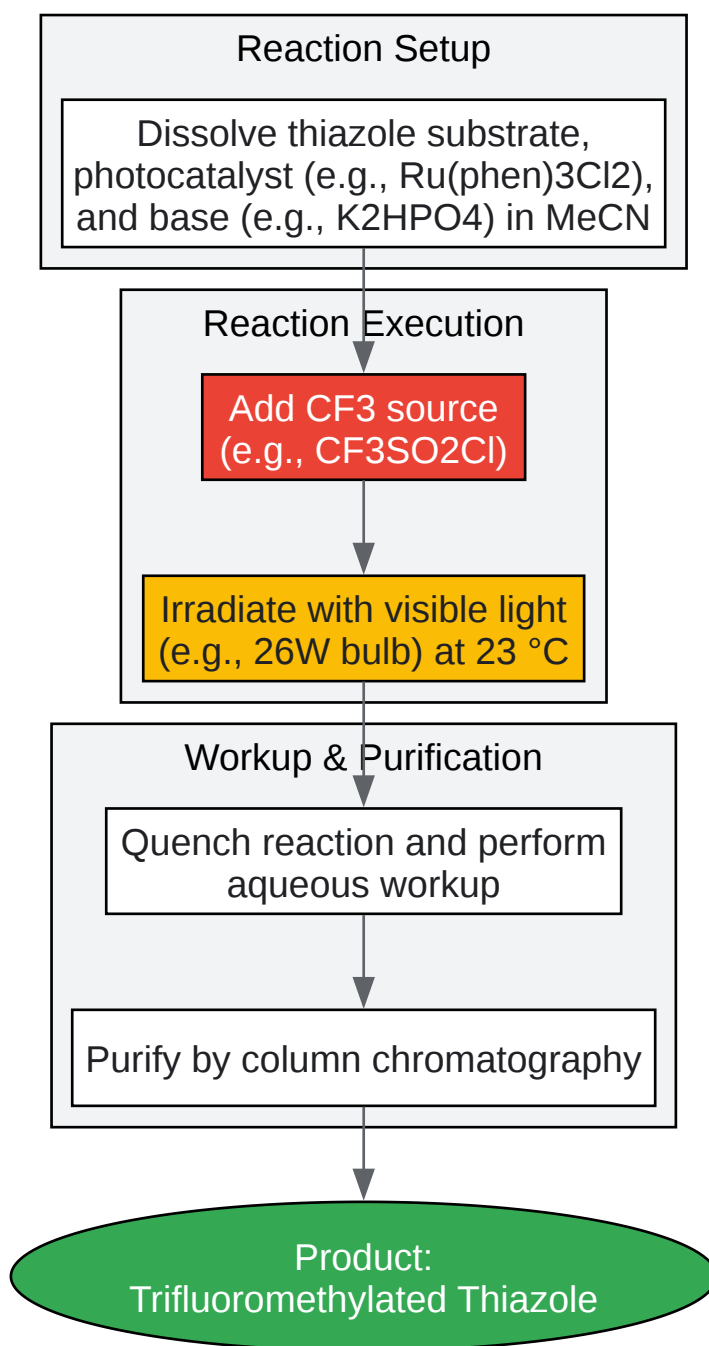 Reaction Setup
Dissolve thiazole substrate,
photocatalyst (e.g., Ru(phen)3Cl2),
and base (e.g., K2HPO4) in MeCN
Reaction Execution
Add CF3 source
(e.g., CF3SO2Cl)
Irradiate with visible light
(e.g., 26W bulb) at 23 °C
Workup & Purification
Quench reaction and perform
aqueous workup
Purify by column chromatography
Product:
Trifluoromethylated Thiazole